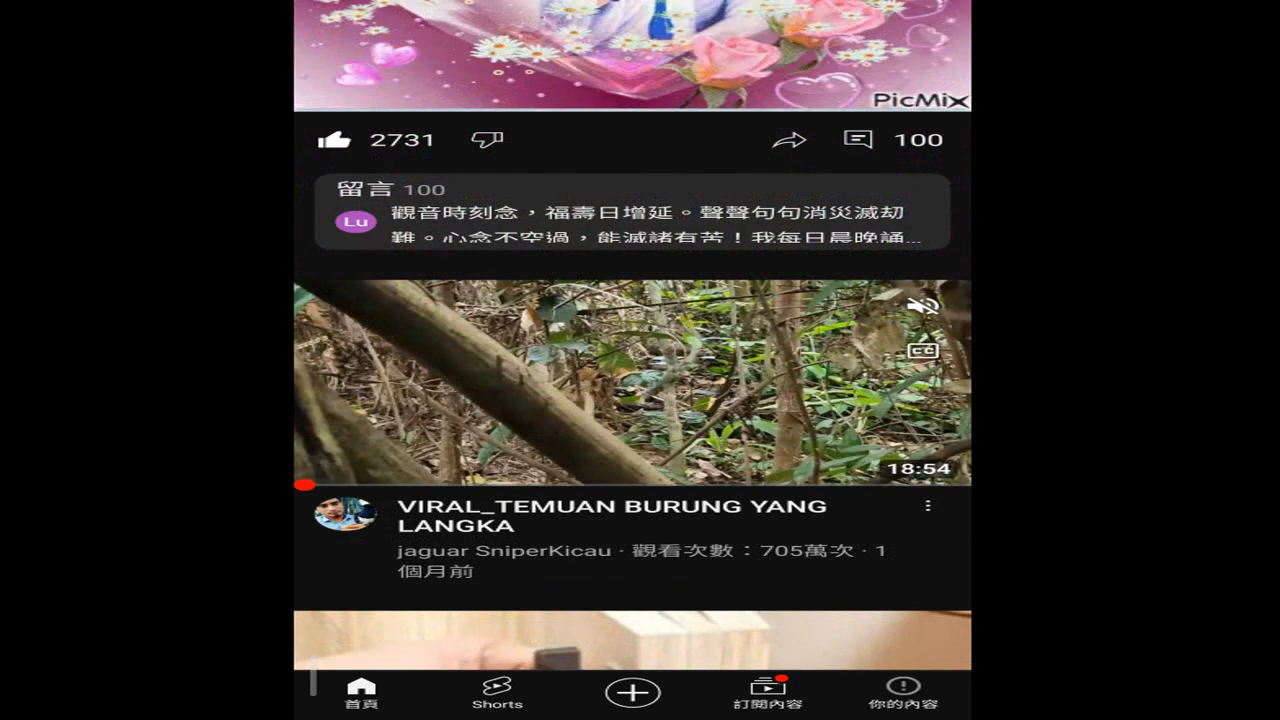 PicMix
2731
100
留言 100
Lu
觀音時刻念，福壽日增延。聲聲句句消災滅劫
難。心念不空過，能滅諸有苦！我每日晨晚誦...
CC
18:54
VIRAL_TEMUAN BURUNG YANG
LANGKA
jaguar SniperKicau · 觀看次數：705萬次 · 1
個月前
首頁
Shorts
訂閱內容
你的內容